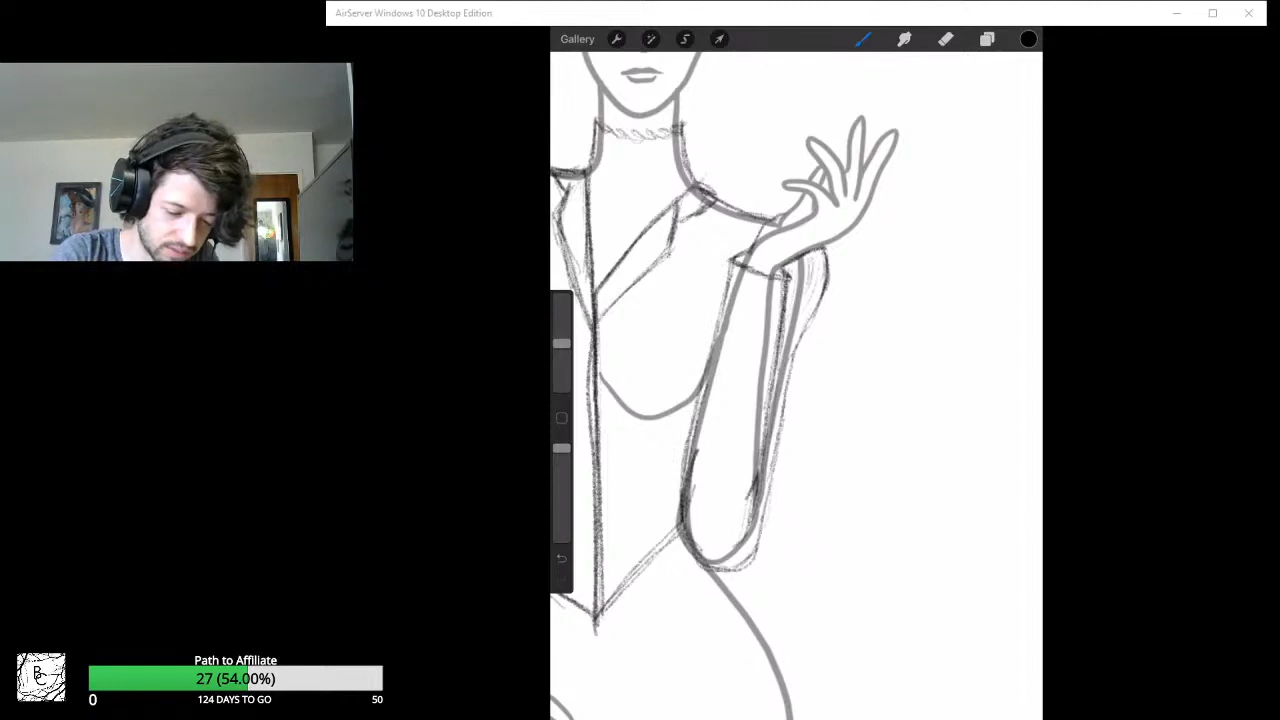 AirServer Windows 10 Desktop Edition
Gallery
Path to Affiliate
27 (54.00%)
0
124 DAYS TO GO
50